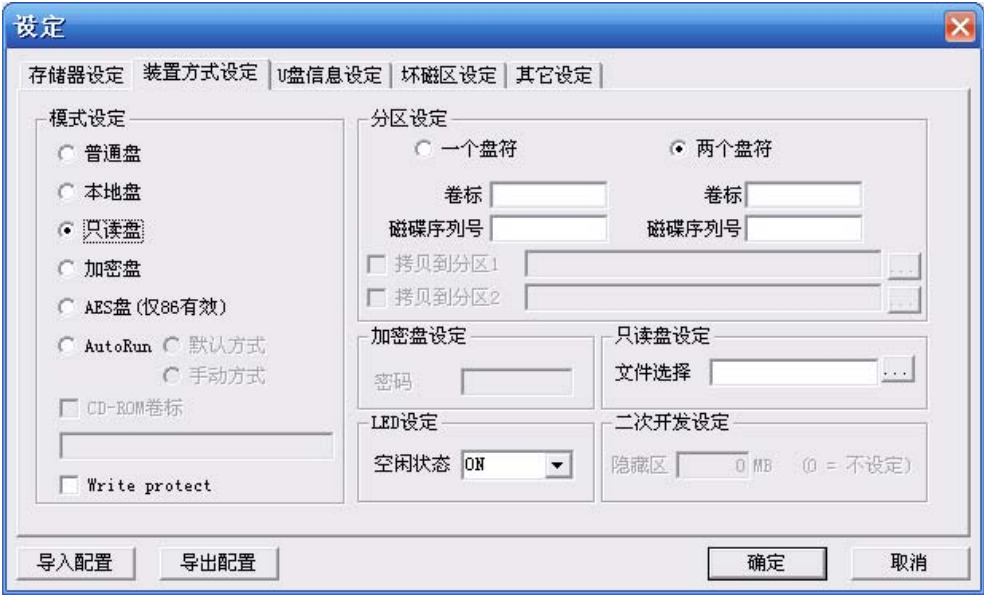 设定
存储器设定 装置方式设定 U盘信息设定 坏磁区设定 其它设定
模式设定
普通盘
本地盘
只读盘
加密盘
AES盘(仅86有效)
AutoRun 默认方式
手动方式
CD-ROM卷标
Write protect
分区设定
一个盘符 两个盘符
卷标 卷标
磁碟序列号 磁碟序列号
拷贝到分区1 ...
拷贝到分区2 ...
加密盘设定
密码
只读盘设定
文件选择 ...
LED设定
空闲状态 ON
二次开发设定
隐藏区 0 MB (0 = 不设定)
导入配置 导出配置 确定 取消